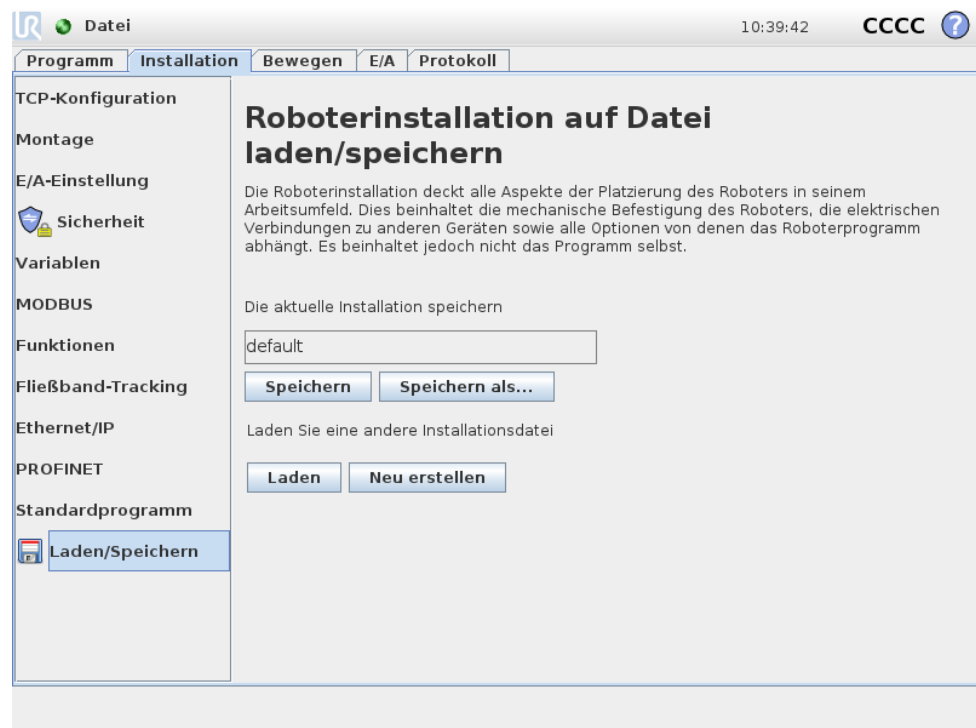 UR Datei 10:39:42 CCCC ?
Programm Installation Bewegen E/A Protokoll
TCP-Konfiguration
Montage
E/A-Einstellung
Sicherheit
Variablen
MODBUS
Funktionen
Fließband-Tracking
Ethernet/IP
PROFINET
Standardprogramm
Laden/Speichern
Roboterinstallation auf Datei
laden/speichern
Die Roboterinstallation deckt alle Aspekte der Platzierung des Roboters in seinem
Arbeitsumfeld. Dies beinhaltet die mechanische Befestigung des Roboters, die elektrischen
Verbindungen zu anderen Geräten sowie alle Optionen von denen das Roboterprogramm
abhängt. Es beinhaltet jedoch nicht das Programm selbst.
Die aktuelle Installation speichern
default
Speichern Speichern als...
Laden Sie eine andere Installationsdatei
Laden Neu erstellen